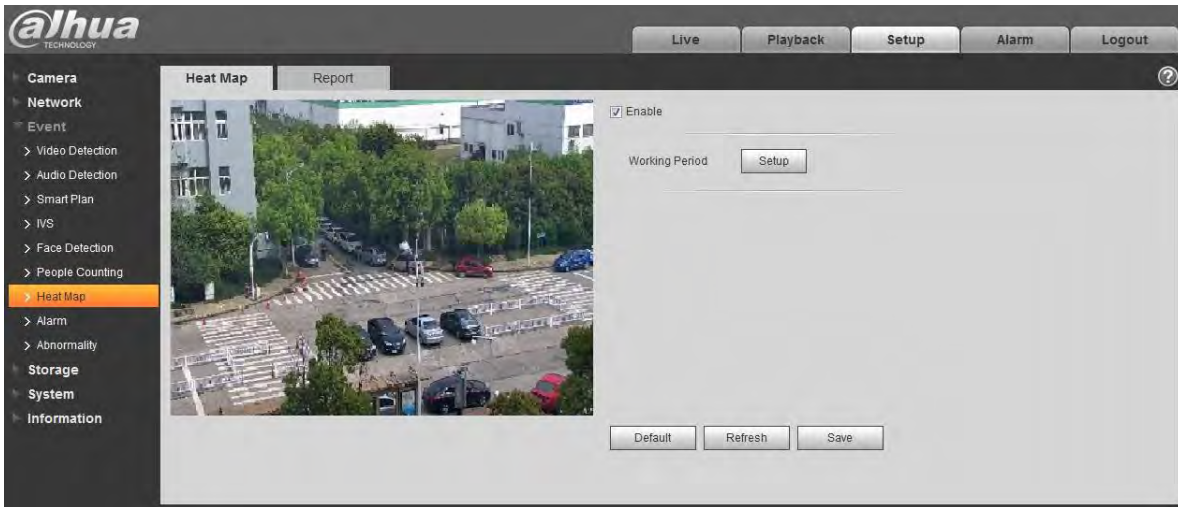 alhua
TECHNOLOGY
Live
Playback
Setup
Alarm
Logout
Camera
Network
Event
> Video Detection
> Audio Detection
> Smart Plan
> IVS
> Face Detection
> People Counting
> Heat Map
> Alarm
> Abnormality
Storage
System
Information
Heat Map
Report
?
Enable
Working Period
Setup
Default
Refresh
Save